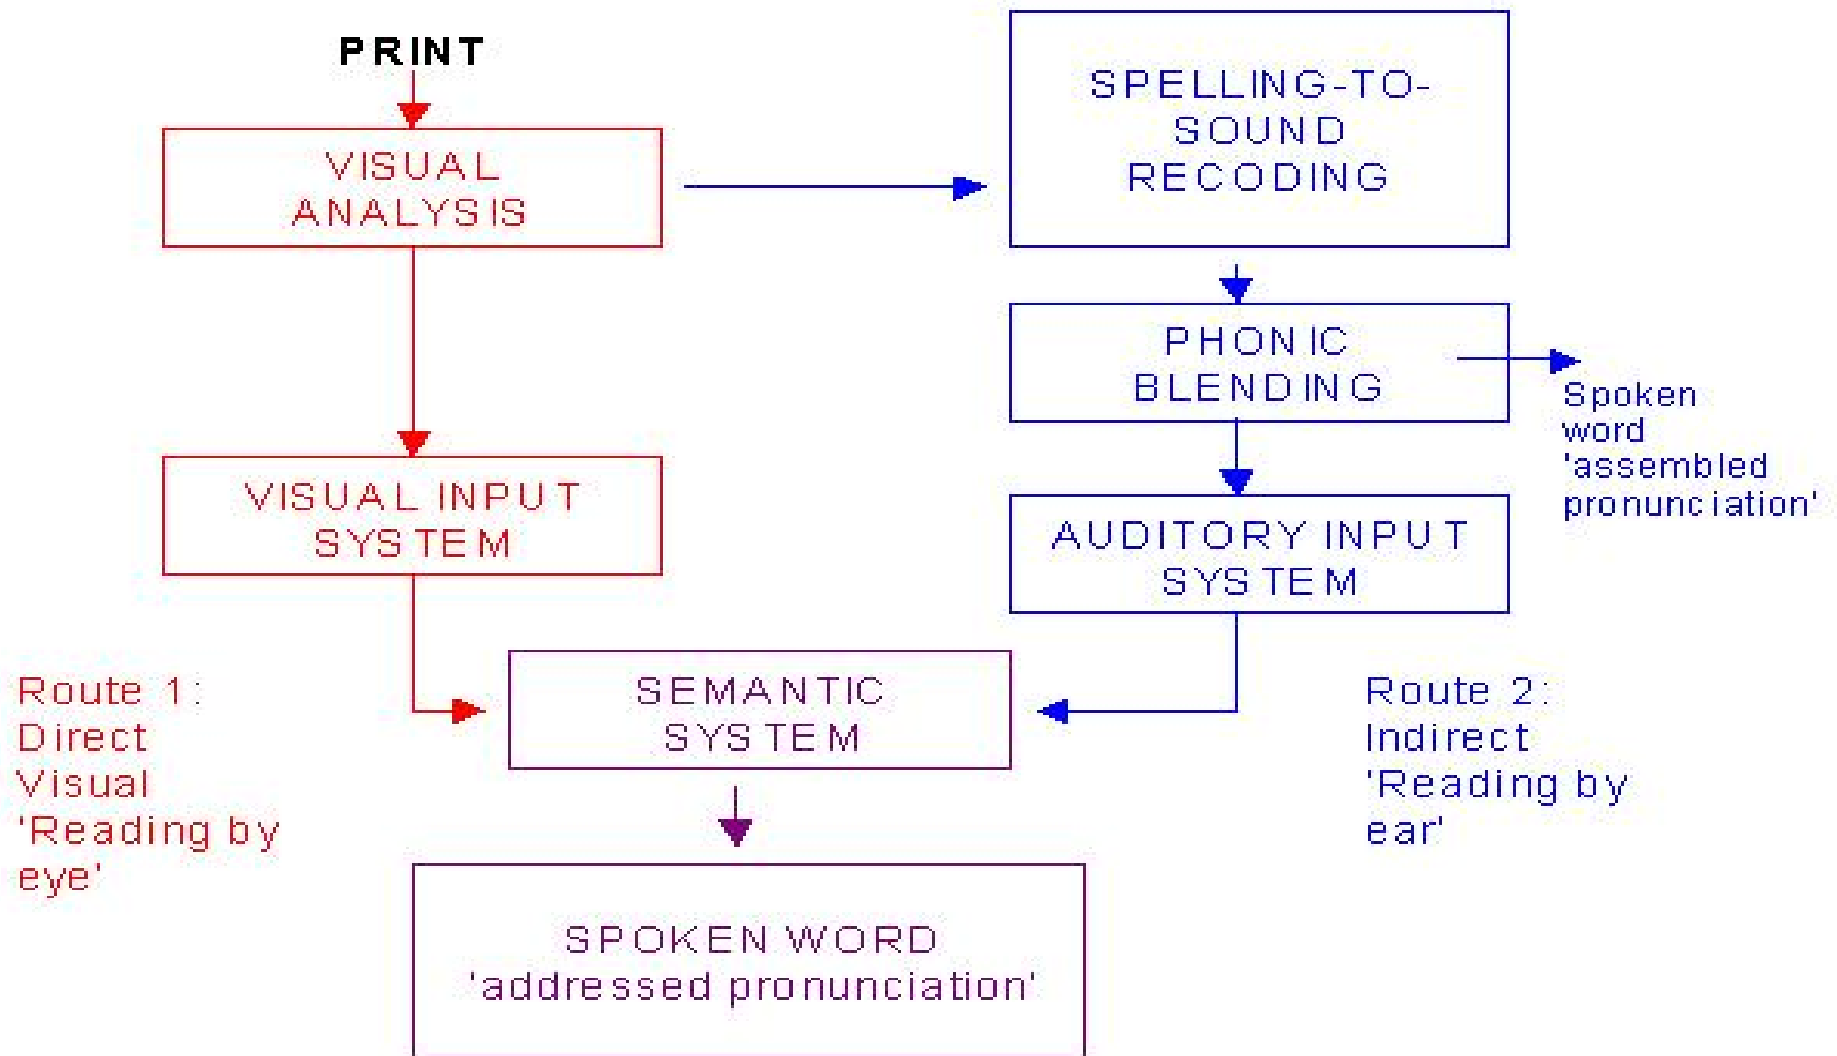 PRINT
VISUAL
ANALYSIS
SPELLING-TO-
SOUND
RECODING
PHONIC
BLENDING
Spoken
word
'assembled
pronunciation'
VISUAL INPUT
SYSTEM
AUDITORY INPUT
SYSTEM
Route 1:
Direct
Visual
'Reading by
eye'
SEMANTIC
SYSTEM
Route 2:
Indirect
'Reading by
ear'
SPOKEN WORD
'addressed pronunciation'